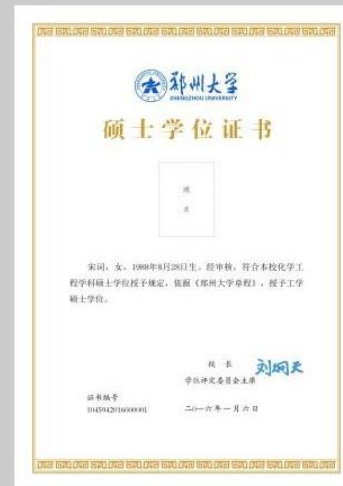 郑州大学
ZHENGZHOU UNIVERSITY
硕士学位证书
照
片
宋词，女，1988年8月28日生。经审核，符合本校化学工
程学科硕士学位授予规定，依据《郑州大学章程》，授予工学
硕士学位。
校 长 刘炯天
学位评定委员会主席
证书编号
1045942016000001 二〇一六年一月六日